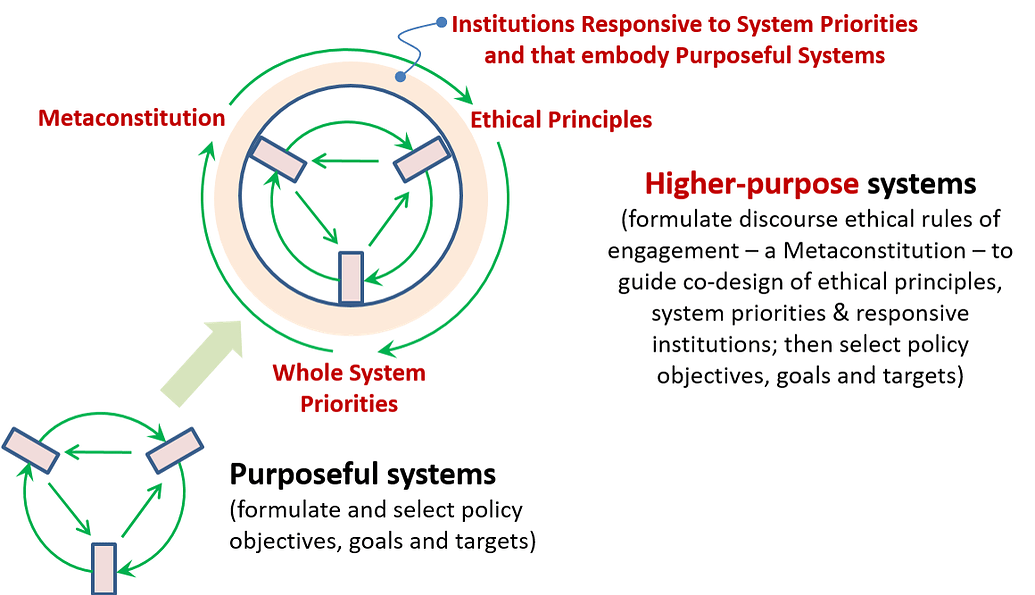 Institutions Responsive to System Priorities
and that embody Purposeful Systems
Metaconstitution
Ethical Principles
Higher-purpose systems
(formulate discourse ethical rules of
engagement – a Metaconstitution – to
guide co-design of ethical principles,
system priorities & responsive
institutions; then select policy
objectives, goals and targets)
Whole System
Priorities
Purposeful systems
(formulate and select policy
objectives, goals and targets)